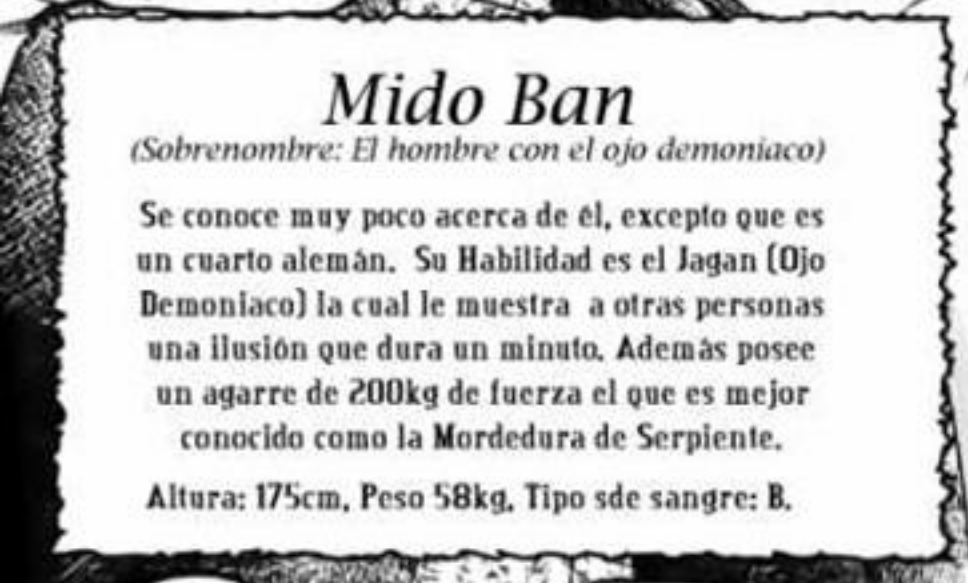 Mido Ban
(Sobrenombre: El hombre con el ojo demoniaco)
Se conoce muy poco acerca de él, excepto que es
un cuarto alemán. Su Habilidad es el Jagan (Ojo
Demoniaco) la cual le muestra a otras personas
una ilusión que dura un minuto. Además posee
un agarre de 200kg de fuerza el que es mejor
conocido como la Mordedura de Serpiente.
Altura: 175cm, Peso 58kg, Tipo sde sangre: B.